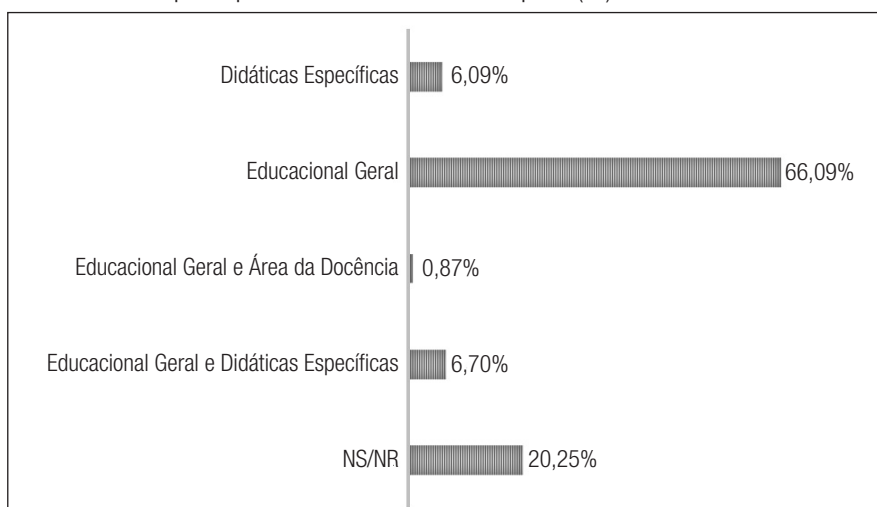 Didáticas Específicas 6,09%
Educacional Geral 66,09%
Educacional Geral e Área da Docência 0,87%
Educacional Geral e Didáticas Específicas 6,70%
NS/NR 20,25%